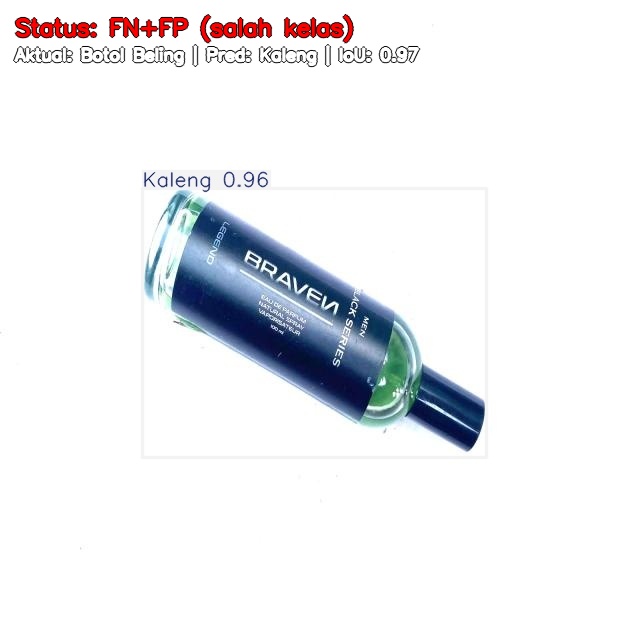 Status: FN+FP (salah kelas)
Aktual: Botol Beling | Pred: Kaleng | IoU: 0.97
Kaleng 0.96
LEGEND
BRAVEN
EAU DE PARFUM
NATURAL SPRAY
VAPORISATEUR
100 ml
MEN
BLACK SERIES